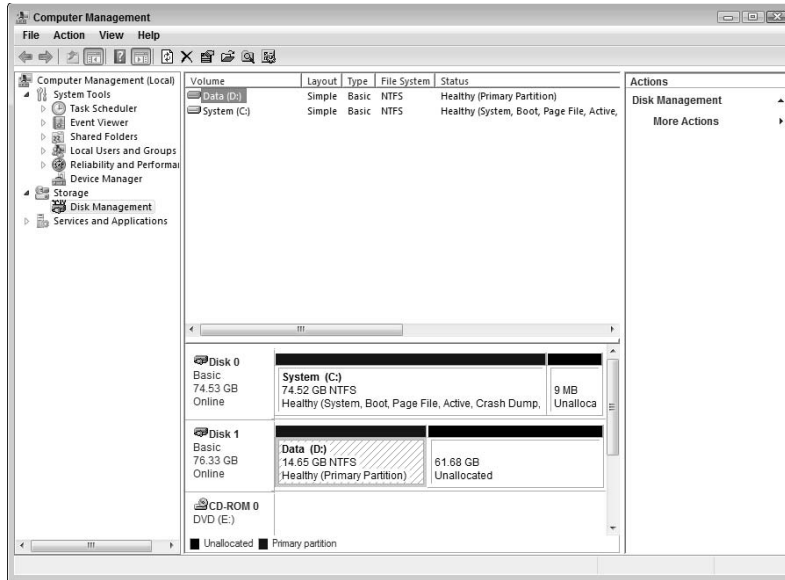 Computer Management
File Action View Help
Computer Management (Local)
System Tools
Task Scheduler
Event Viewer
Shared Folders
Local Users and Groups
Reliability and Performa
Device Manager
Storage
Disk Management
Services and Applications
Volume Layout Type File System Status
Data (D:) Simple Basic NTFS Healthy (Primary Partition)
System (C:) Simple Basic NTFS Healthy (System, Boot, Page File, Active,
Disk 0
Basic
74.53 GB
Online
System (C:)
74.52 GB NTFS
Healthy (System, Boot, Page File, Active, Crash Dump,
9 MB
Unalloca
Disk 1
Basic
76.33 GB
Online
Data (D:)
14.65 GB NTFS
Healthy (Primary Partition)
61.68 GB
Unallocated
CD-ROM 0
DVD (E:)
Unallocated Primary partition
Actions
Disk Management
More Actions